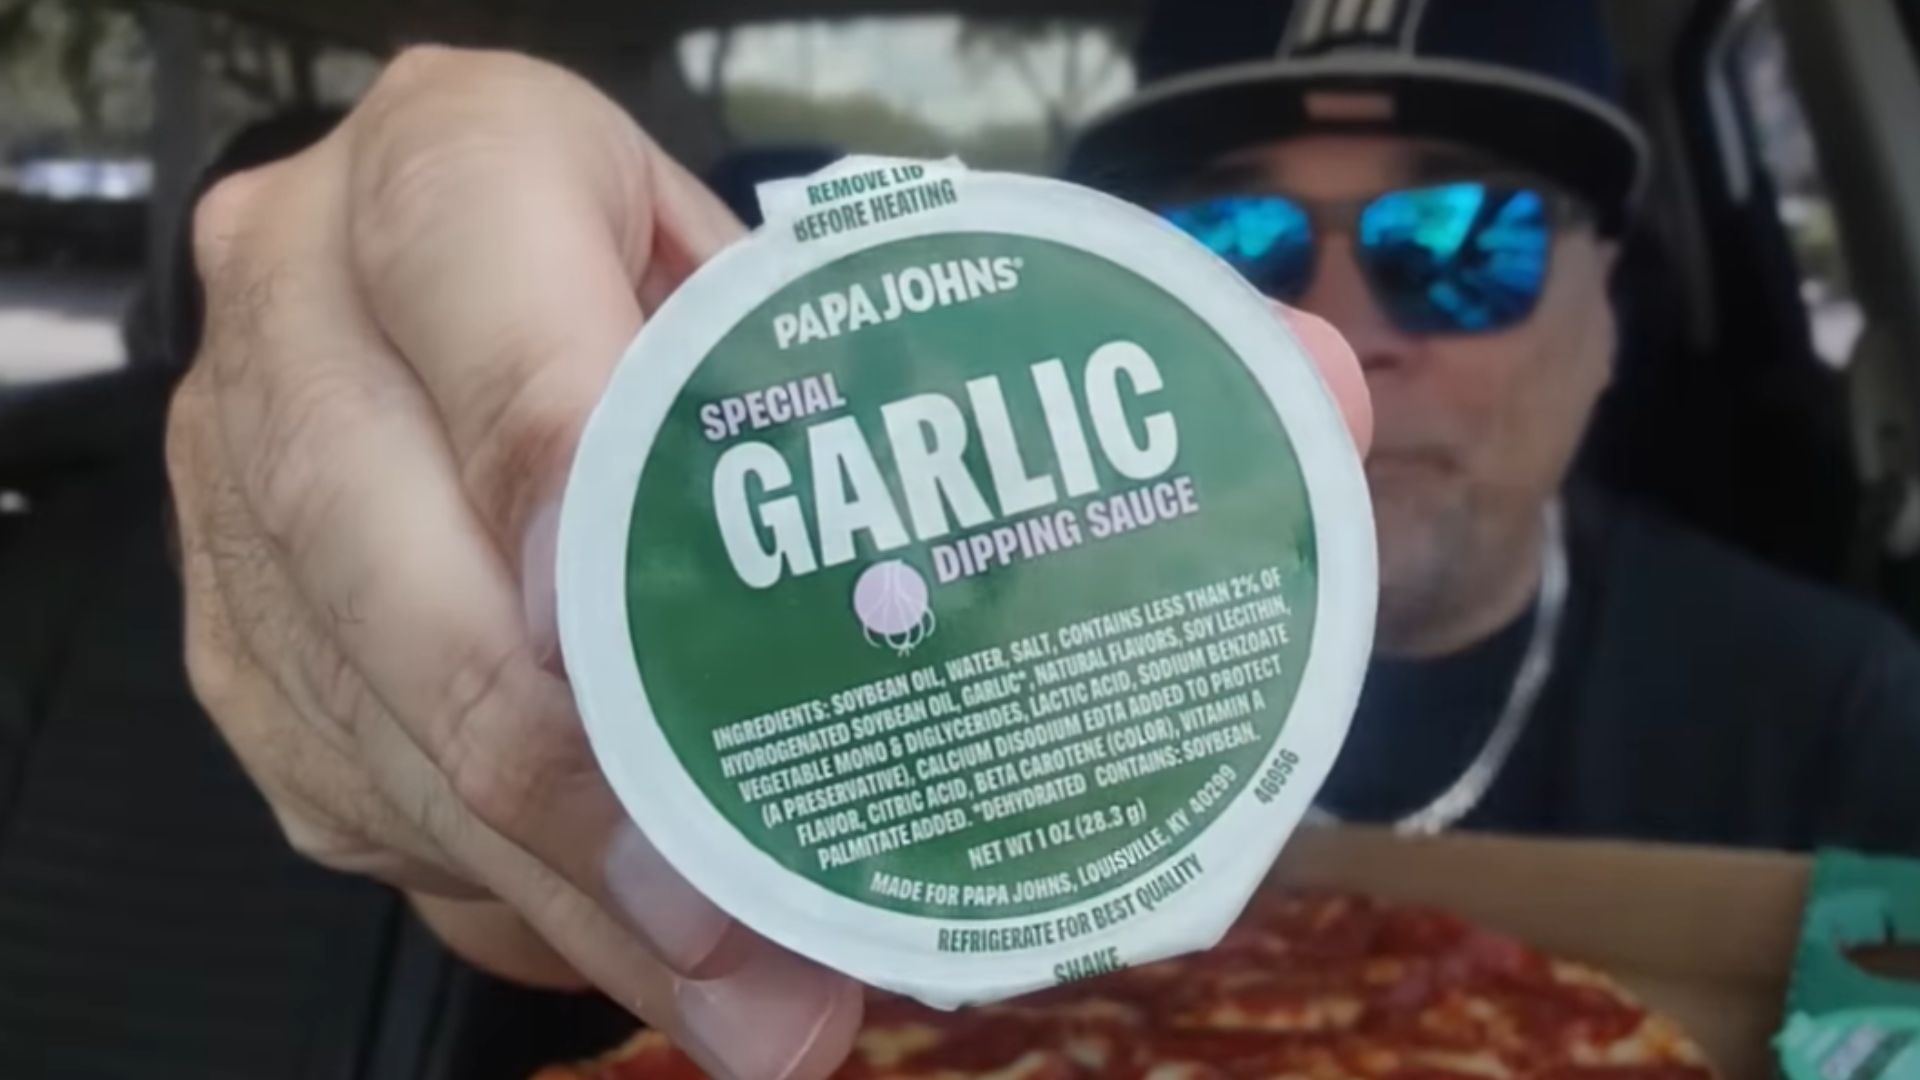 REMOVE LID
BEFORE HEATING
PAPA JOHNS®
SPECIAL
GARLIC
DIPPING SAUCE
INGREDIENTS: SOYBEAN OIL, WATER, SALT, CONTAINS LESS THAN 2% OF
HYDROGENATED SOYBEAN OIL, GARLIC*, NATURAL FLAVORS, SOY LECITHIN,
VEGETABLE MONO & DIGLYCERIDES, LACTIC ACID, SODIUM BENZOATE
(A PRESERVATIVE), CALCIUM DISODIUM EDTA ADDED TO PROTECT
FLAVOR, CITRIC ACID, BETA CAROTENE (COLOR), VITAMIN A
PALMITATE ADDED. *DEHYDRATED CONTAINS: SOYBEAN.
NET WT 1 OZ (28.3 g)
MADE FOR PAPA JOHNS, LOUISVILLE, KY 40299
46956
REFRIGERATE FOR BEST QUALITY
SHAKE.